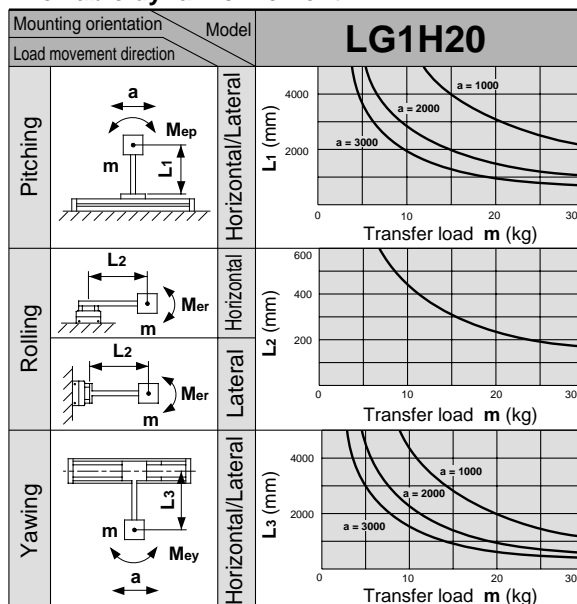 Mounting orientation
Model
Load movement direction
LG1H20
Pitching
a
Mep
m
L1
Horizontal/Lateral
L1 (mm)
4000
2000
a = 1000
a = 2000
a = 3000
0
10
20
30
Transfer load m (kg)
Rolling
L2
Mer
m
Horizontal
L2
Mer
m
Lateral
L2 (mm)
600
400
200
0
10
20
30
Transfer load m (kg)
Yawing
m
L3
Mey
a
Horizontal/Lateral
L3 (mm)
4000
2000
a = 1000
a = 2000
a = 3000
0
10
20
30
Transfer load m (kg)